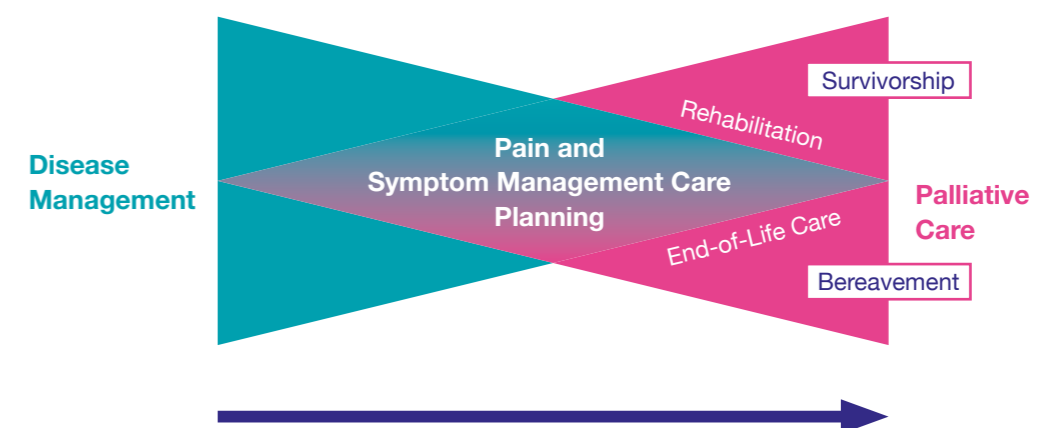 Disease
Management
Pain and
Symptom Management Care
Planning
Rehabilitation
End-of-Life Care
Survivorship
Bereavement
Palliative
Care